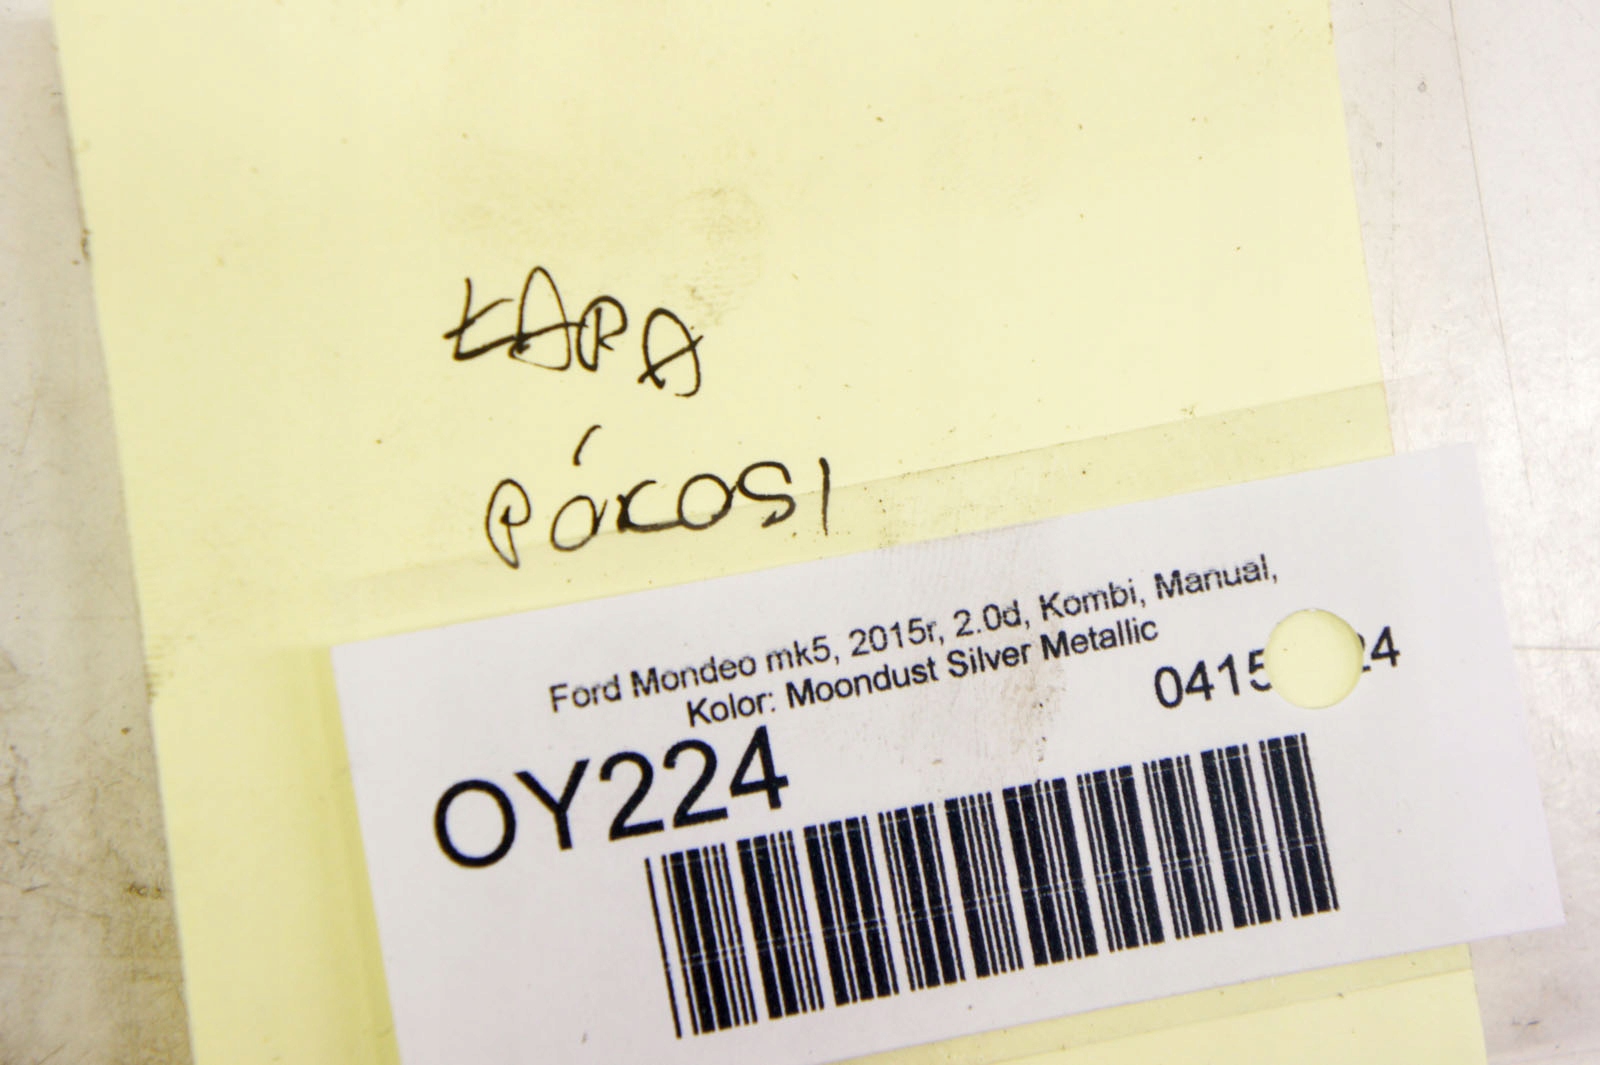 ŁAPA
PÓŁOSI
Ford Mondeo mk5, 2015r, 2.0d, Kombi, Manual,
Kolor: Moondust Silver Metallic
OY224